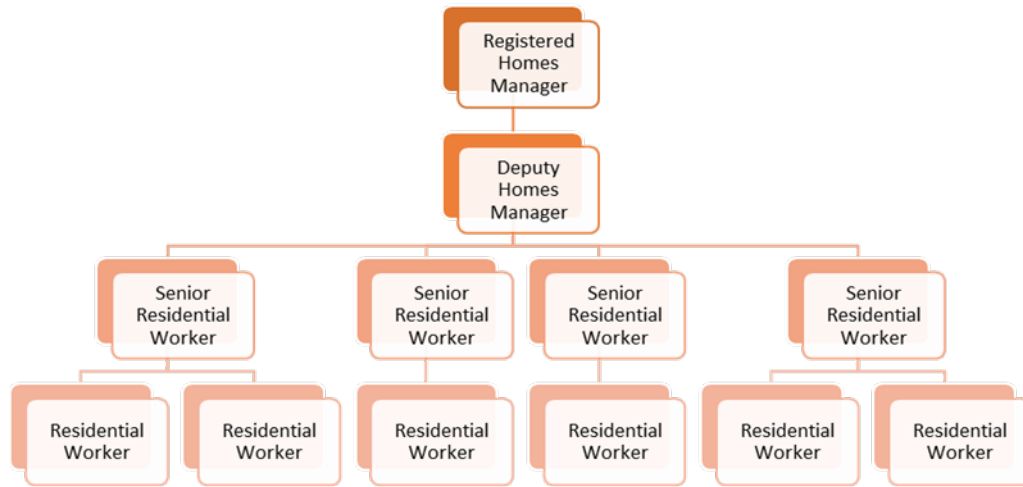 Registered
Homes
Manager
Deputy
Homes
Manager
Senior
Residential
Worker
Senior
Residential
Worker
Senior
Residential
Worker
Senior
Residential
Worker
Residential
Worker
Residential
Worker
Residential
Worker
Residential
Worker
Residential
Worker
Residential
Worker